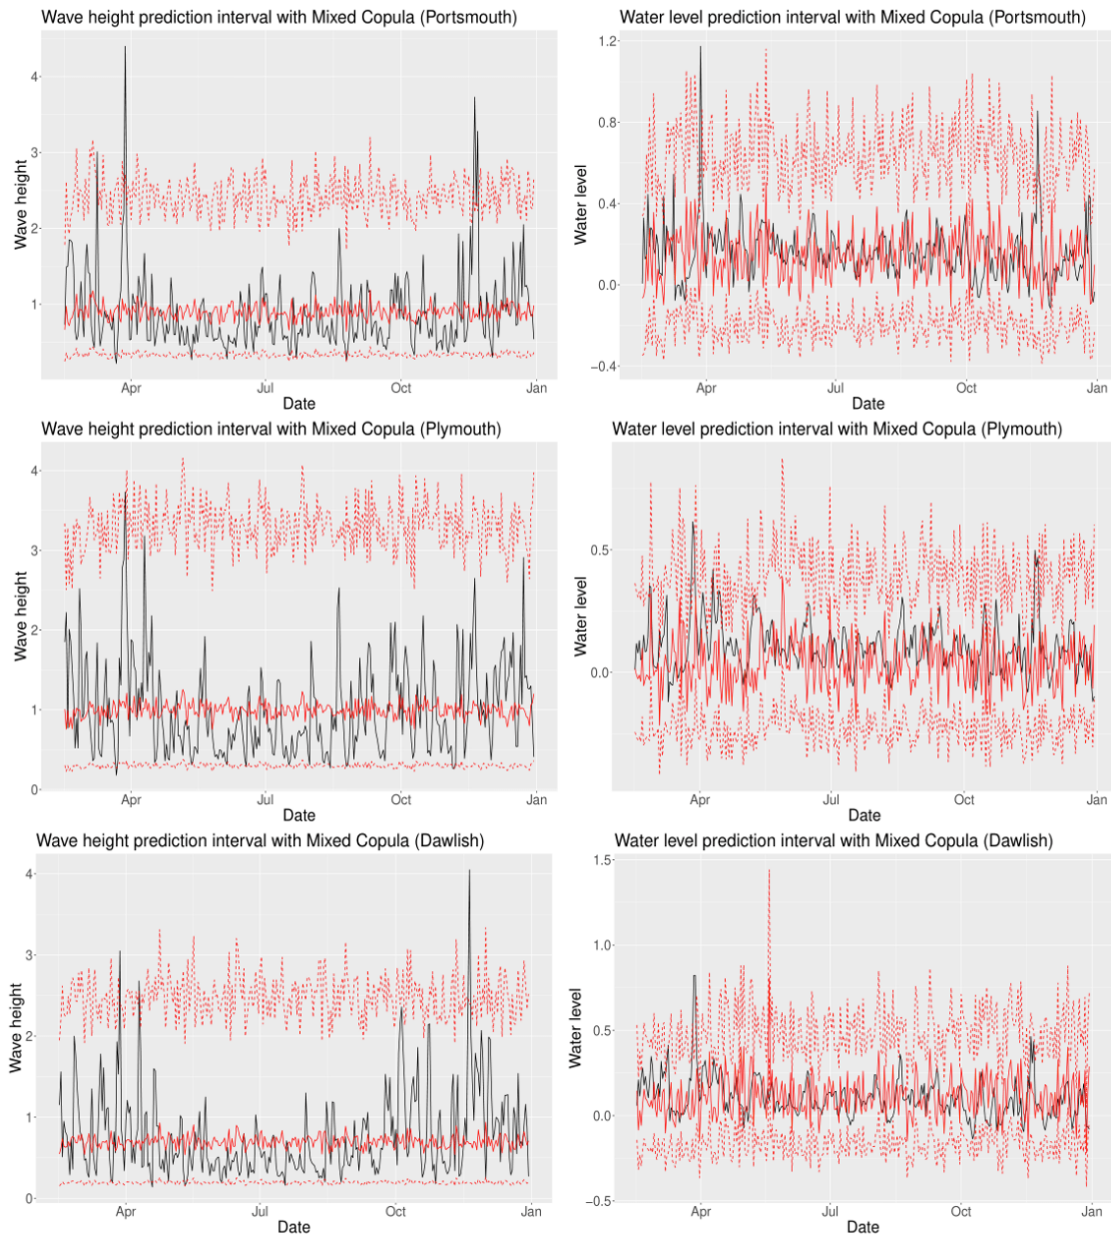 Wave height prediction interval with Mixed Copula (Portsmouth)
Wave height
4
3
2
1
Apr
Jul
Oct
Jan
Date
Water level prediction interval with Mixed Copula (Portsmouth)
Water level
1.2
0.8
0.4
0.0
−0.4
Apr
Jul
Oct
Jan
Date
Wave height prediction interval with Mixed Copula (Plymouth)
Wave height
4
3
2
1
0
Apr
Jul
Oct
Jan
Date
Water level prediction interval with Mixed Copula (Plymouth)
Water level
0.5
0.0
Apr
Jul
Oct
Jan
Date
Wave height prediction interval with Mixed Copula (Dawlish)
Wave height
4
3
2
1
0
Apr
Jul
Oct
Jan
Date
Water level prediction interval with Mixed Copula (Dawlish)
Water level
1.5
1.0
0.5
0.0
−0.5
Apr
Jul
Oct
Jan
Date